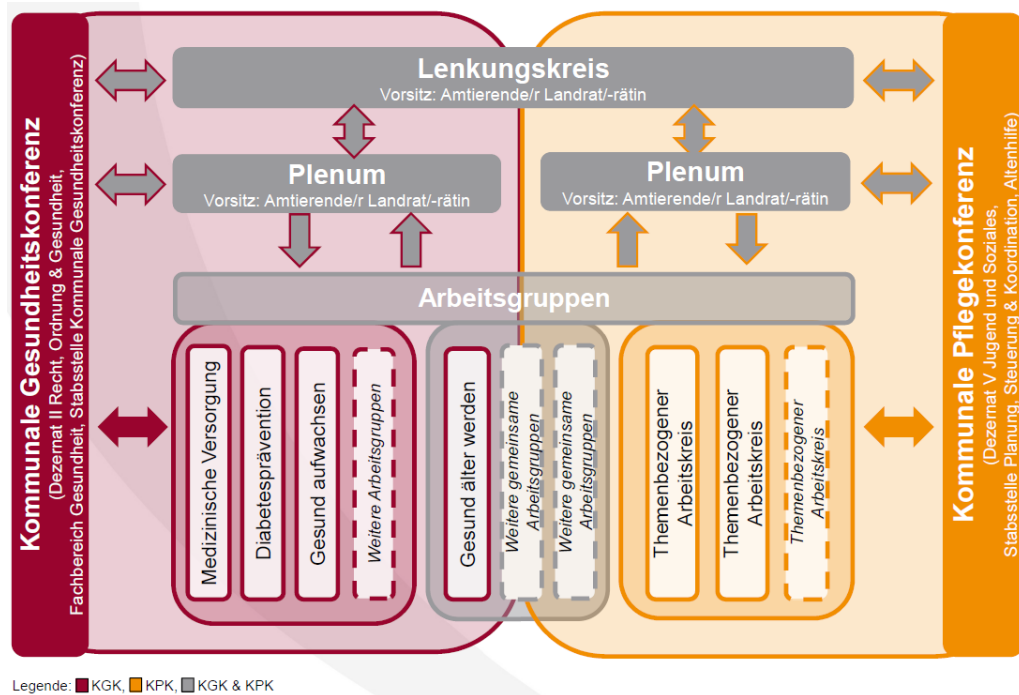 Kommunale Gesundheitskonferenz
(Dezernat II Recht, Ordnung & Gesundheit,
Fachbereich Gesundheit, Stabsstelle Kommunale Gesundheitskonferenz)
Lenkungskreis
Vorsitz: Amtierende/r Landrat/-rätin
Plenum
Vorsitz: Amtierende/r Landrat/-rätin
Plenum
Vorsitz: Amtierende/r Landrat/-rätin
Arbeitsgruppen
Medizinische Versorgung
Diabetesprävention
Gesund aufwachsen
Weitere Arbeitsgruppen
Gesund älter werden
Weitere gemeinsame
Arbeitsgruppen
Weitere gemeinsame
Arbeitsgruppen
Themenbezogener
Arbeitskreis
Themenbezogener
Arbeitskreis
Themenbezogener
Arbeitskreis
Kommunale Pflegekonferenz
(Dezernat V Jugend und Soziales,
Stabsstelle Planung, Steuerung & Koordination, Altenhilfe)
Legende: KGK, KPK, KGK & KPK